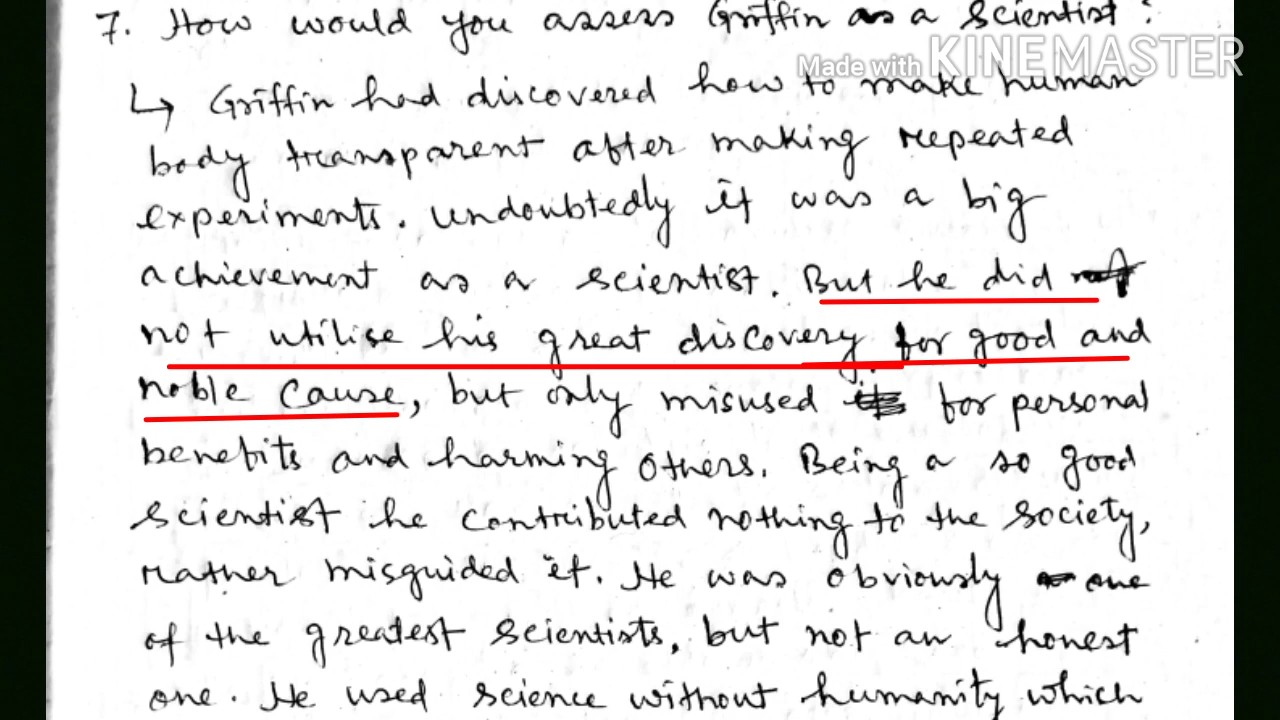 7. How would you assess Griffin as a scientist?
Made with KINEMASTER
↳ Griffin had discovered how to make human
body transparent after making repeated
experiments. Undoubtedly it was a big
achievement as a scientist. But he did not
not utilise his great discovery for good and
noble cause, but only misused it for personal
benefits and harming others. Being a so good
scientist he contributed nothing to the society,
rather misguided it. He was obviously one
of the greatest scientists, but not an honest
one. He used science without humanity which